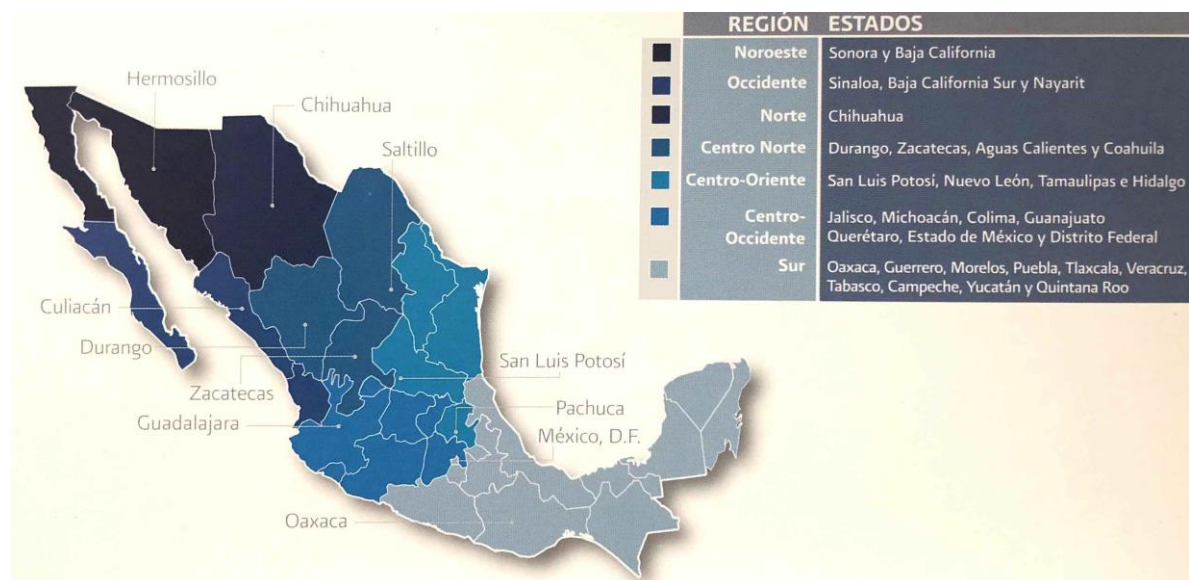 REGIÓN ESTADOS
Noroeste Sonora y Baja California
Occidente Sinaloa, Baja California Sur y Nayarit
Norte Chihuahua
Centro Norte Durango, Zacatecas, Aguas Calientes y Coahuila
Centro-Oriente San Luis Potosí, Nuevo León, Tamaulipas e Hidalgo
Centro- Jalisco, Michoacán, Colima, Guanajuato
Occidente Querétaro, Estado de México y Distrito Federal
Sur Oaxaca, Guerrero, Morelos, Puebla, Tlaxcala, Veracruz,
Tabasco, Campeche, Yucatán y Quintana Roo
Hermosillo
Chihuahua
Saltillo
Culiacán
Durango
Zacatecas
San Luis Potosí
Guadalajara
Pachuca
México, D.F.
Oaxaca